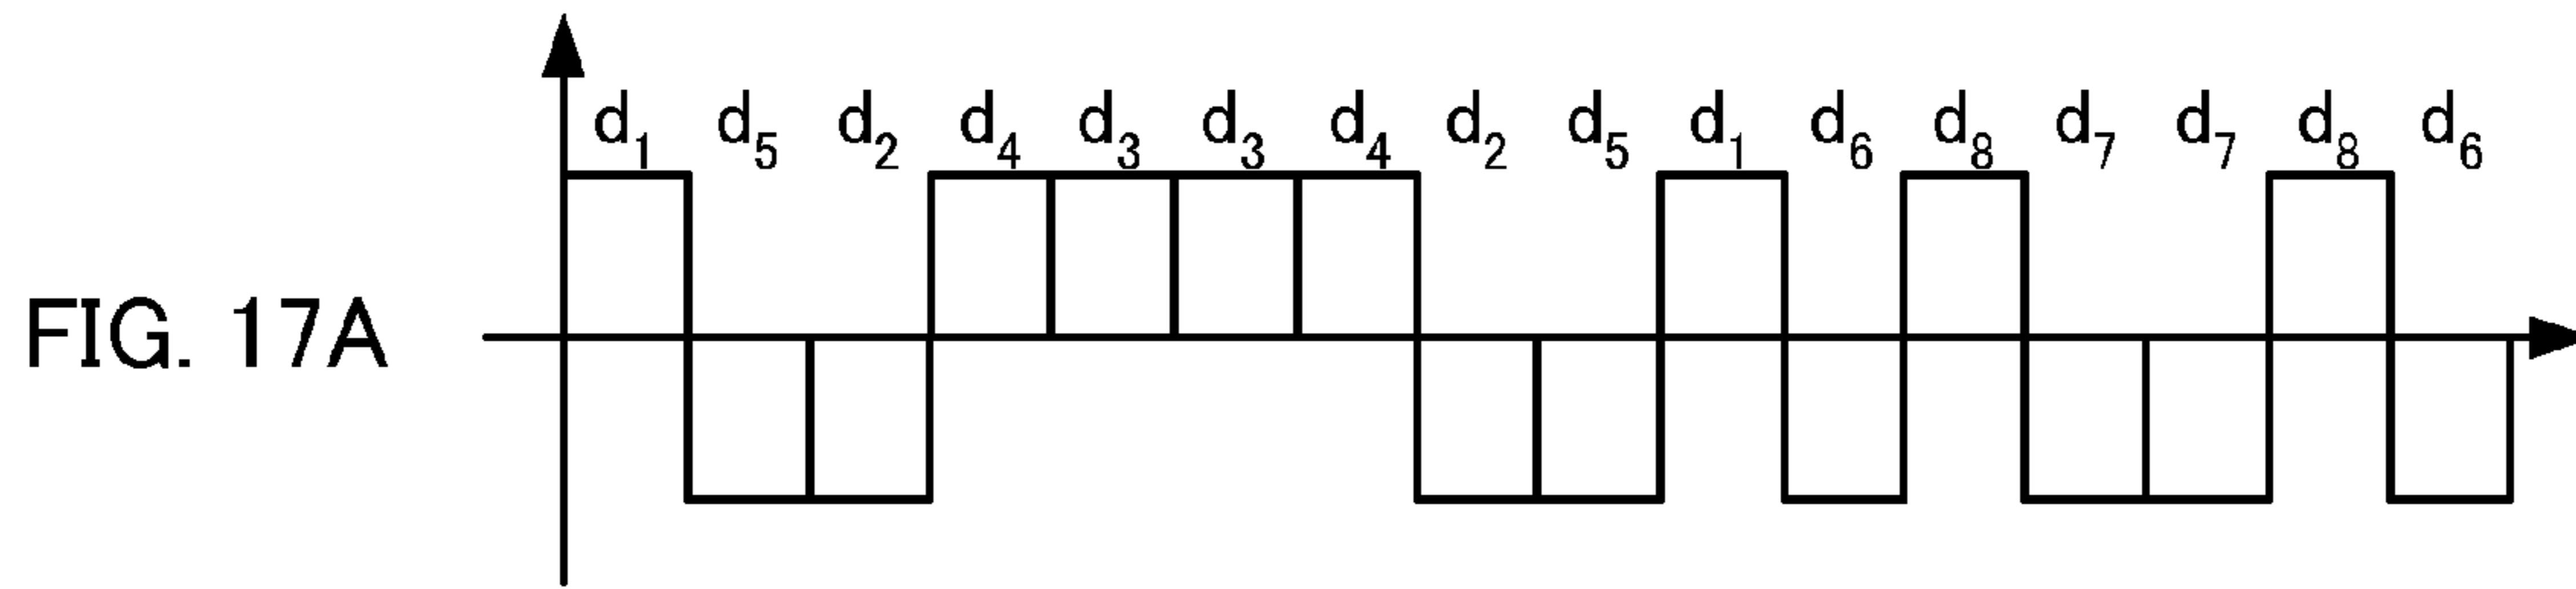 d₁ d₅ d₂ d₄ d₃ d₃ d₄ d₂ d₅ d₁ d₆ d₈ d₇ d₇ d₈ d₆
FIG. 17A